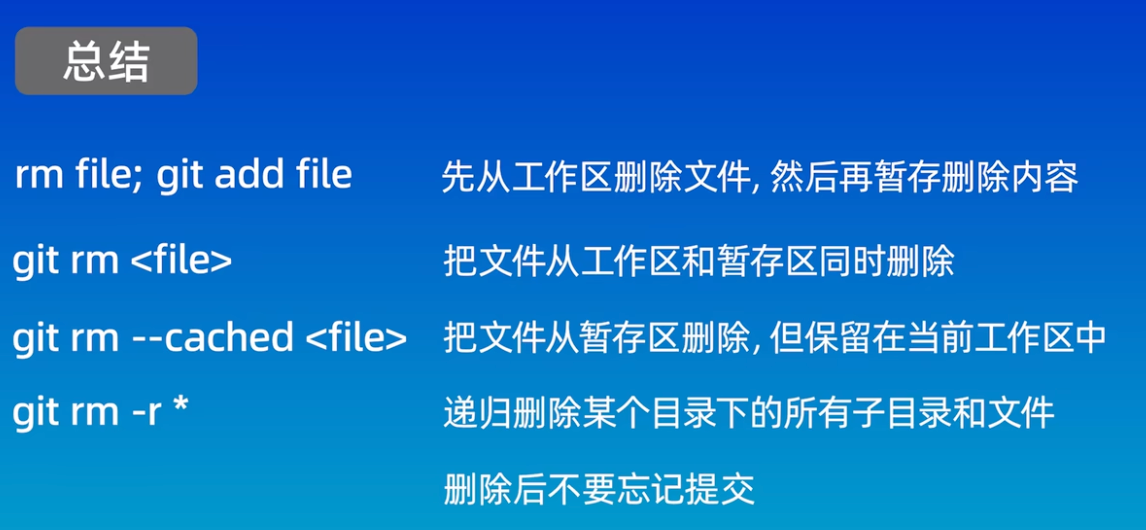 总结
rm file; git add file 先从工作区删除文件, 然后再暂存删除内容
git rm <file> 把文件从工作区和暂存区同时删除
git rm --cached <file> 把文件从暂存区删除, 但保留在当前工作区中
git rm -r * 递归删除某个目录下的所有子目录和文件
删除后不要忘记提交